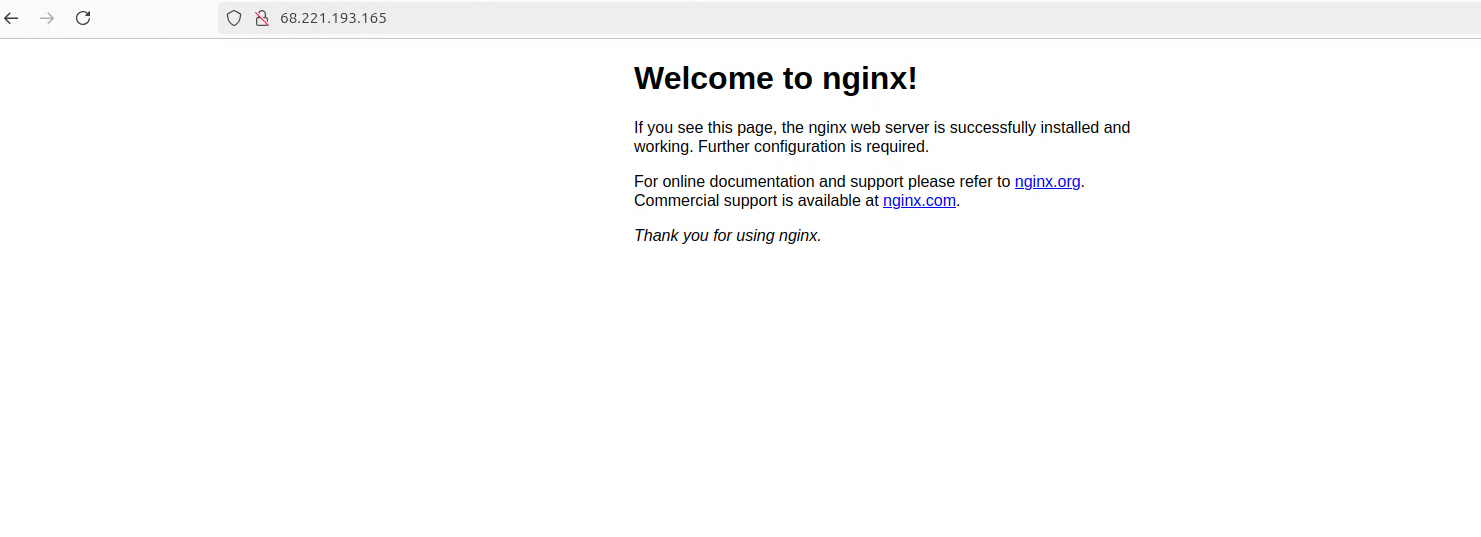 68.221.193.165
Welcome to nginx!
If you see this page, the nginx web server is successfully installed and
working. Further configuration is required.
For online documentation and support please refer to nginx.org.
Commercial support is available at nginx.com.
Thank you for using nginx.